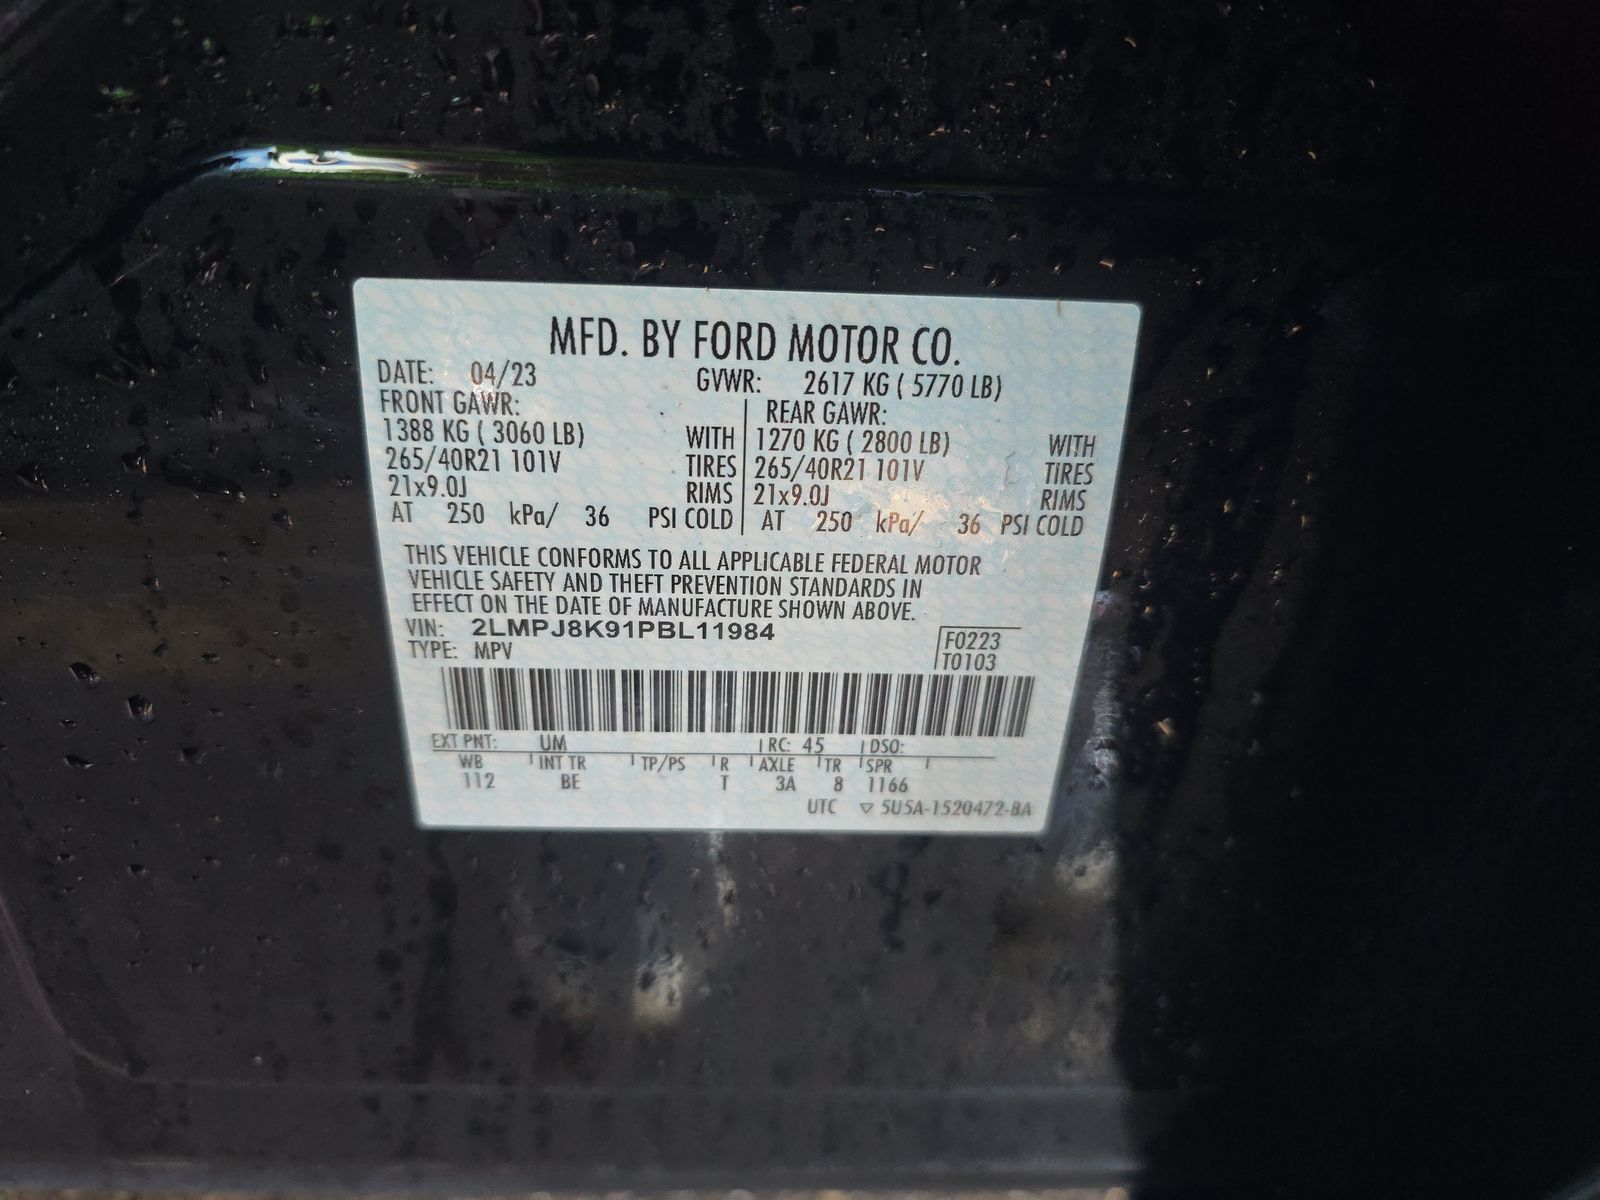 MFD. BY FORD MOTOR CO.
DATE: 04/23 GVWR: 2617 KG ( 5770 LB)
FRONT GAWR: REAR GAWR:
1388 KG ( 3060 LB) WITH 1270 KG ( 2800 LB) WITH
265/40R21 101V TIRES 265/40R21 101V TIRES
21x9.0J RIMS 21x9.0J RIMS
AT 250 kPa/ 36 PSI COLD AT 250 kPa/ 36 PSI COLD
THIS VEHICLE CONFORMS TO ALL APPLICABLE FEDERAL MOTOR
VEHICLE SAFETY AND THEFT PREVENTION STANDARDS IN
EFFECT ON THE DATE OF MANUFACTURE SHOWN ABOVE.
VIN: 2LMPJ8K91PBL11984
TYPE: MPV
F0223
T0103
EXT PNT: UM RC: 45 DSO:
WB INT TR TP/PS R AXLE TR SPR
112 BE T 3A 8 1166
UTC ▽ 5U5A-1520472-BA